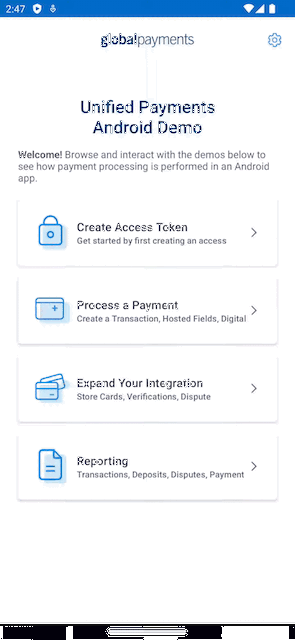 2:47
globalpayments
Unified Payments
Android Demo
Welcome! Browse and interact with the demos below to
see how payment processing is performed in an Android
app.
Create Access Token
Get started by first creating an access
Process a Payment
Create a Transaction, Hosted Fields, Digital
Expand Your Integration
Store Cards, Verifications, Dispute
Reporting
Transactions, Deposits, Disputes, Payment